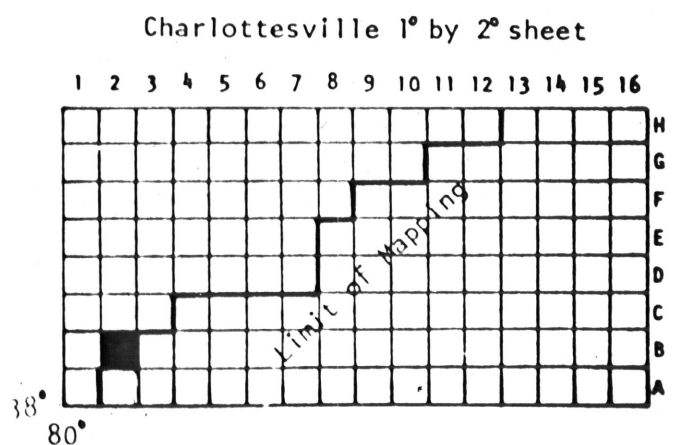 Charlottesville 1° by 2° sheet
1 2 3 4 5 6 7 8 9 10 11 12 13 14 15 16
H
G
F
E
D
C
B
A
Limit of Mapping
38°
80°